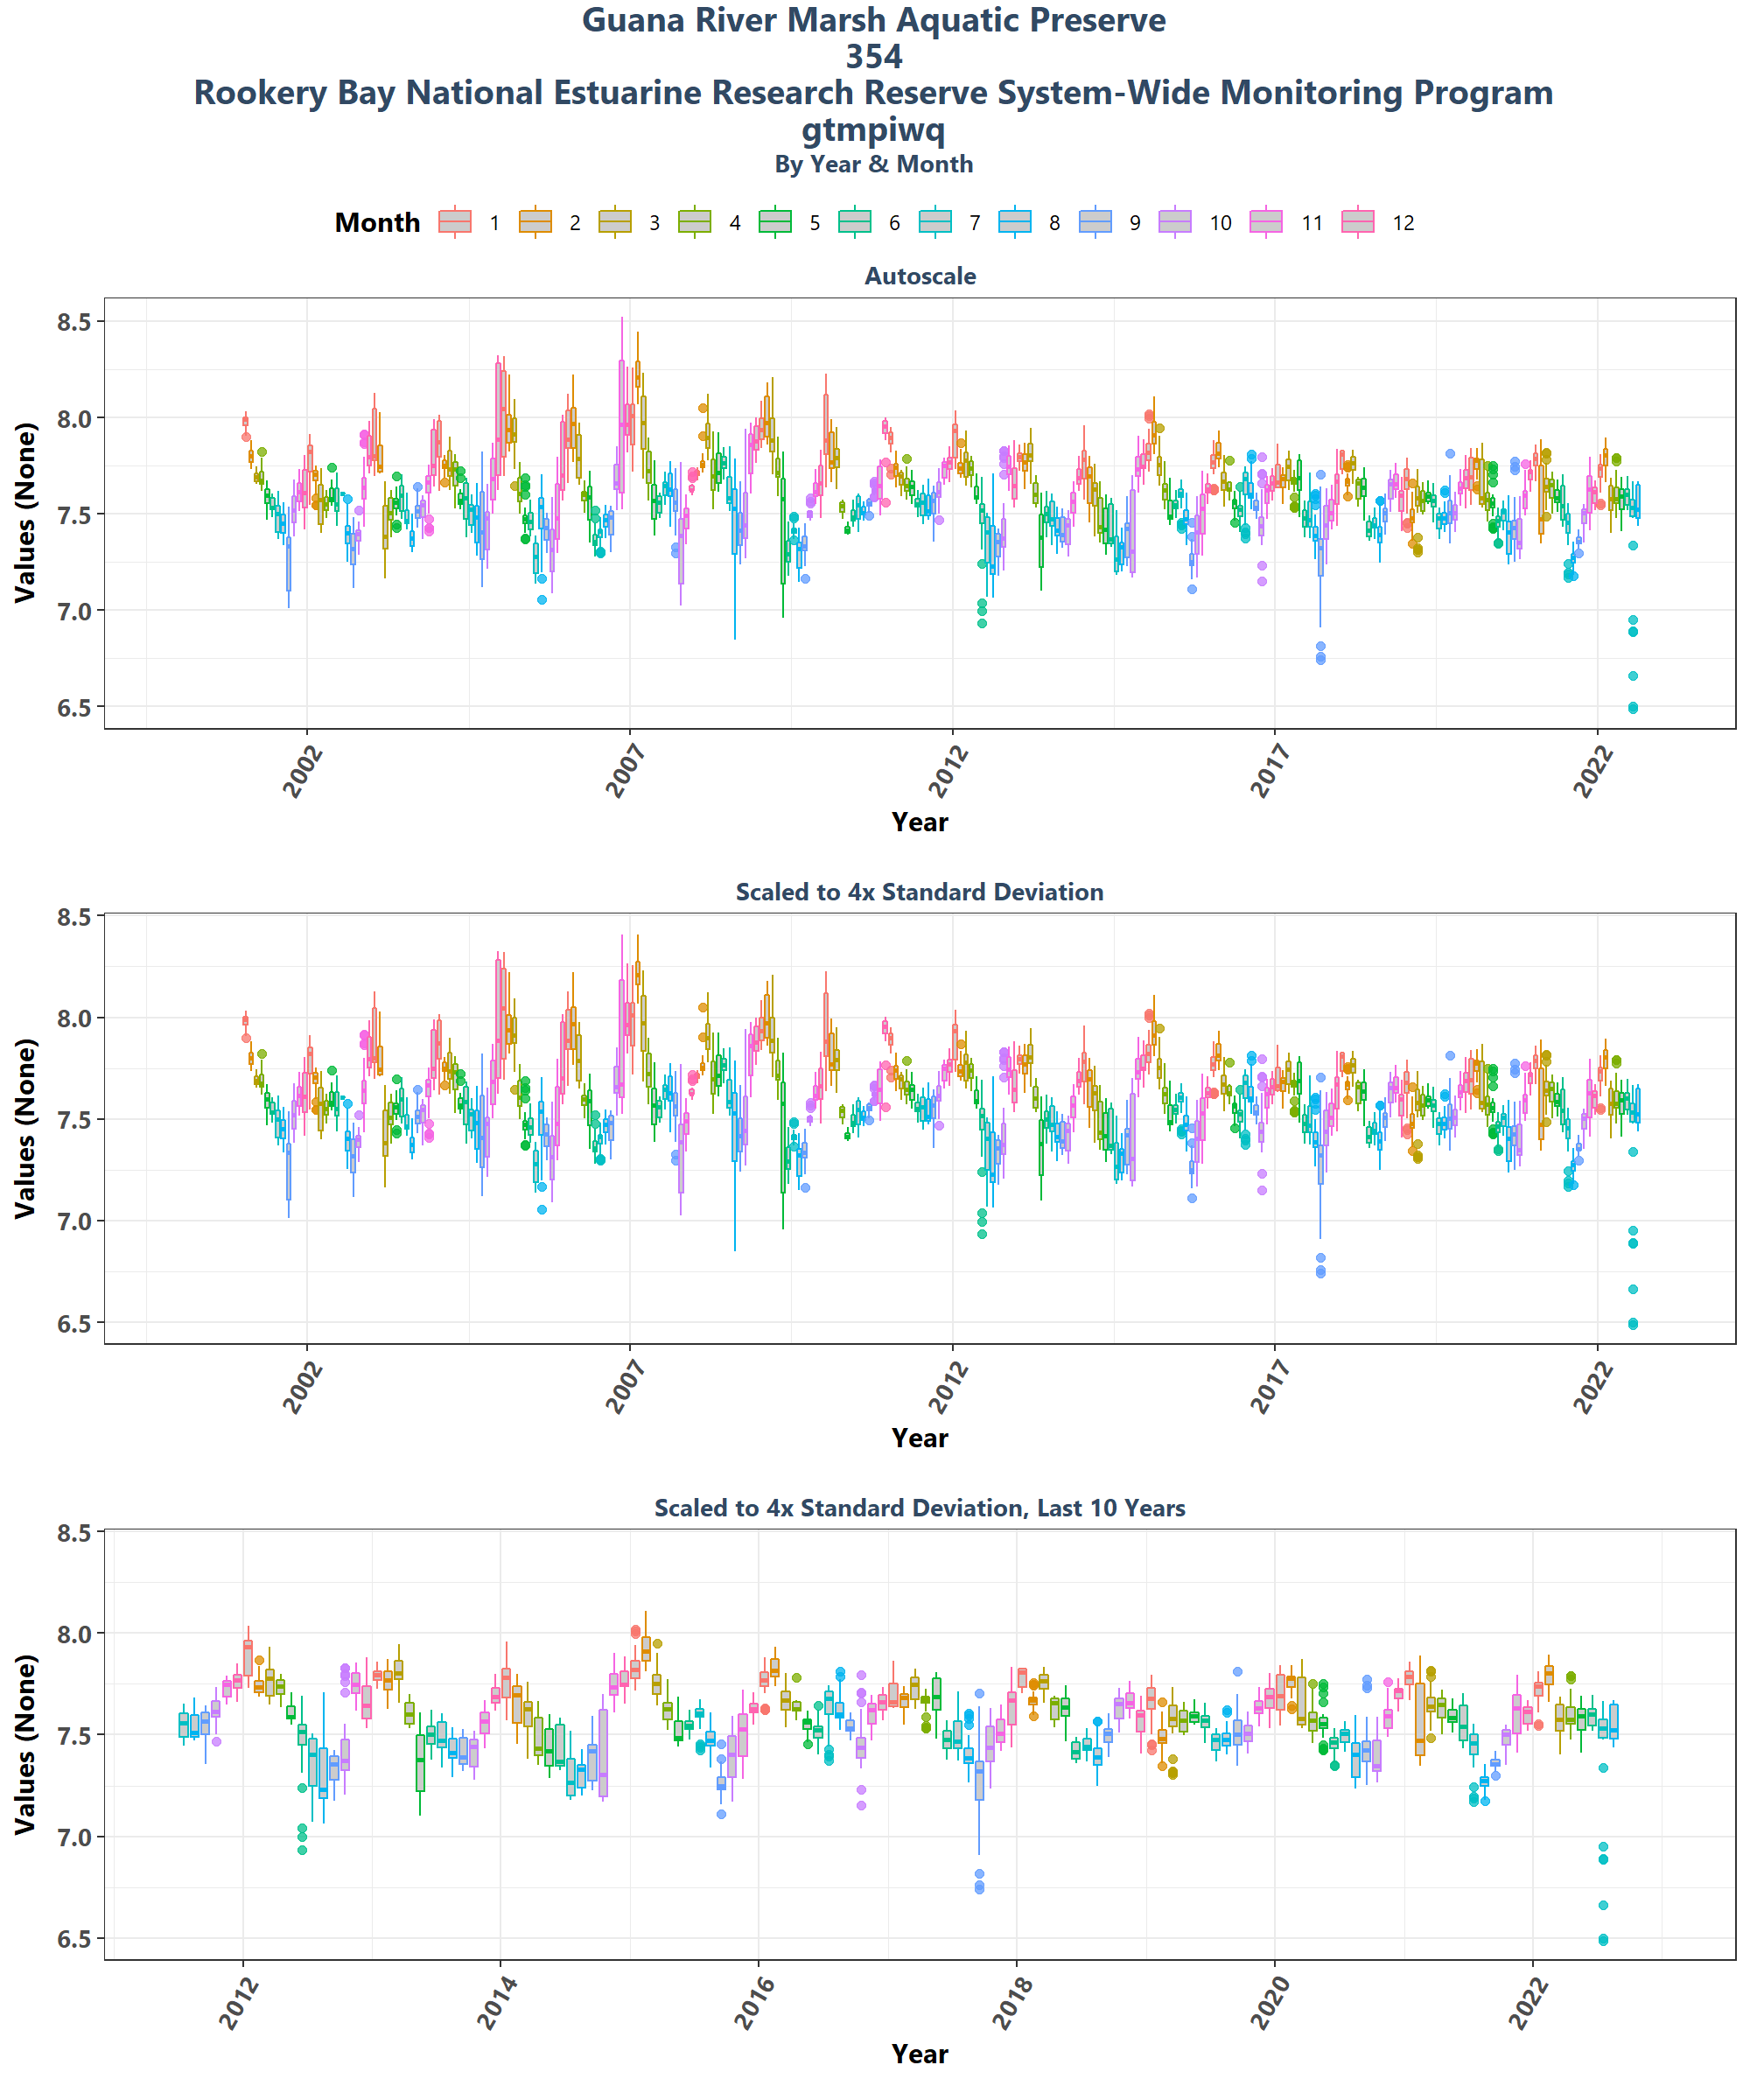 Guana River Marsh Aquatic Preserve
354
Rookery Bay National Estuarine Research Reserve System-Wide Monitoring Program
gtmpiwq
By Year & Month
Month 1 2 3 4 5 6 7 8 9 10 11 12
Autoscale
8.5
8.0
7.5
7.0
6.5
Values (None)
2002 2007 2012 2017 2022
Year
Scaled to 4x Standard Deviation
8.5
8.0
7.5
7.0
6.5
Values (None)
2002 2007 2012 2017 2022
Year
Scaled to 4x Standard Deviation, Last 10 Years
8.5
8.0
7.5
7.0
6.5
Values (None)
2012 2014 2016 2018 2020 2022
Year